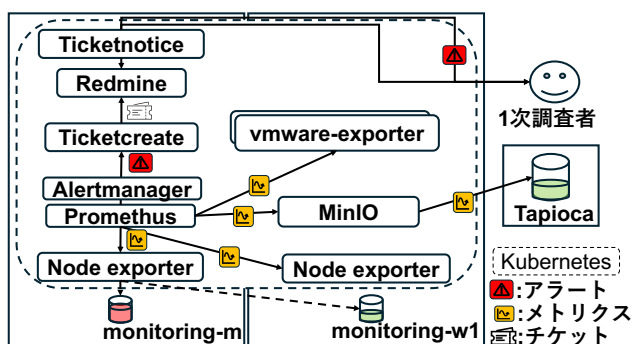 Ticketnotice
Redmine
Ticketcreate
Alertmanager
Promethus
Node exporter
monitoring-m
vmware-exporter
MinIO
Node exporter
monitoring-w1
1次調査者
Tapioca
Kubernetes
:アラート
:メトリクス
:チケット